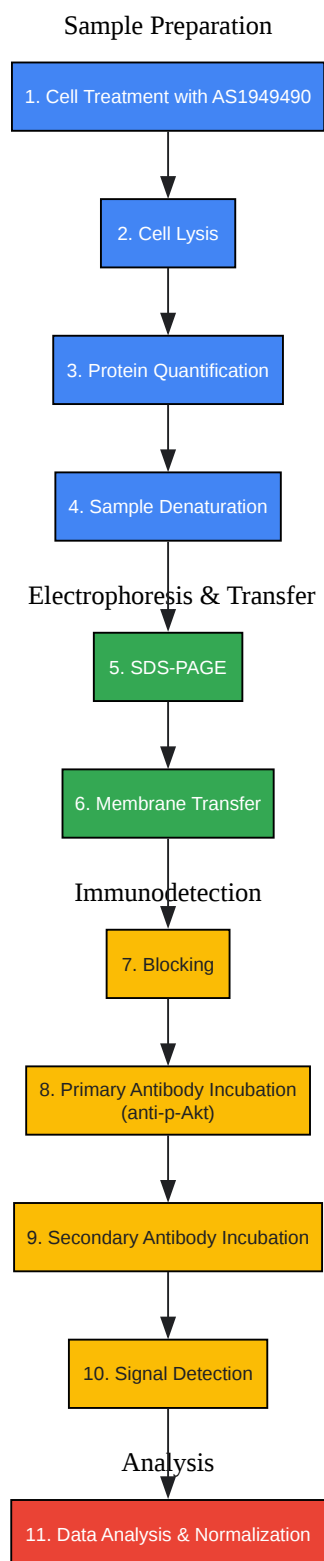 Sample Preparation
1. Cell Treatment with AS1949490
2. Cell Lysis
3. Protein Quantification
4. Sample Denaturation
Electrophoresis & Transfer
5. SDS-PAGE
6. Membrane Transfer
Immunodetection
7. Blocking
8. Primary Antibody Incubation
(anti-p-Akt)
9. Secondary Antibody Incubation
10. Signal Detection
Analysis
11. Data Analysis & Normalization